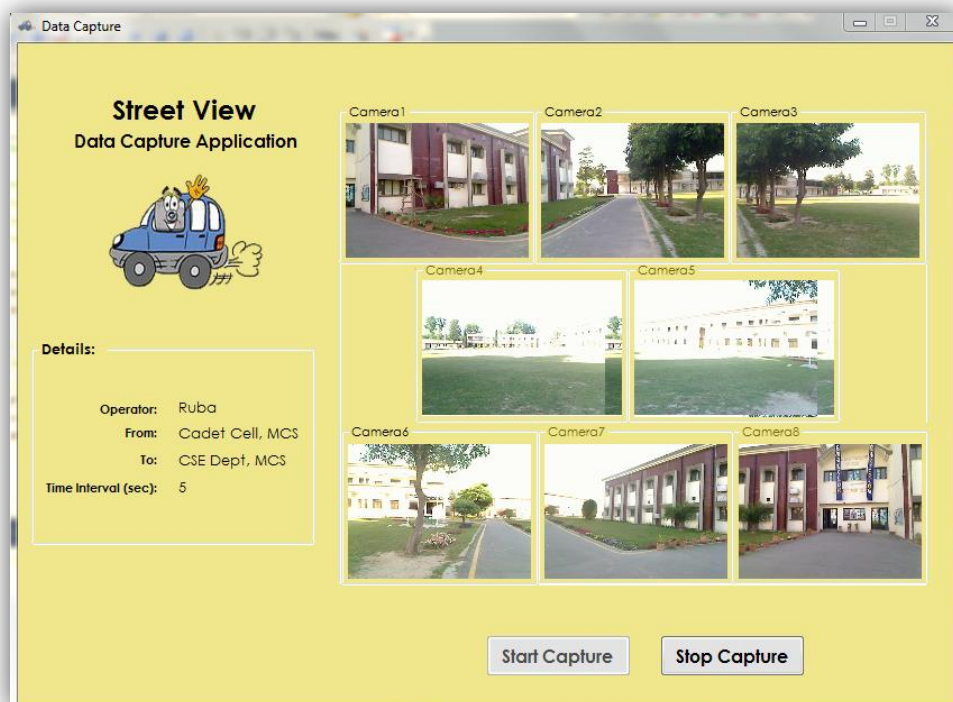 Data Capture
Street View
Data Capture Application
Camera1
Camera2
Camera3
Camera4
Camera5
Details:
Operator: Ruba
From: Cadet Cell, MCS
To: CSE Dept, MCS
Time Interval (sec): 5
Camera6
Camera7
Camera8
Start Capture
Stop Capture